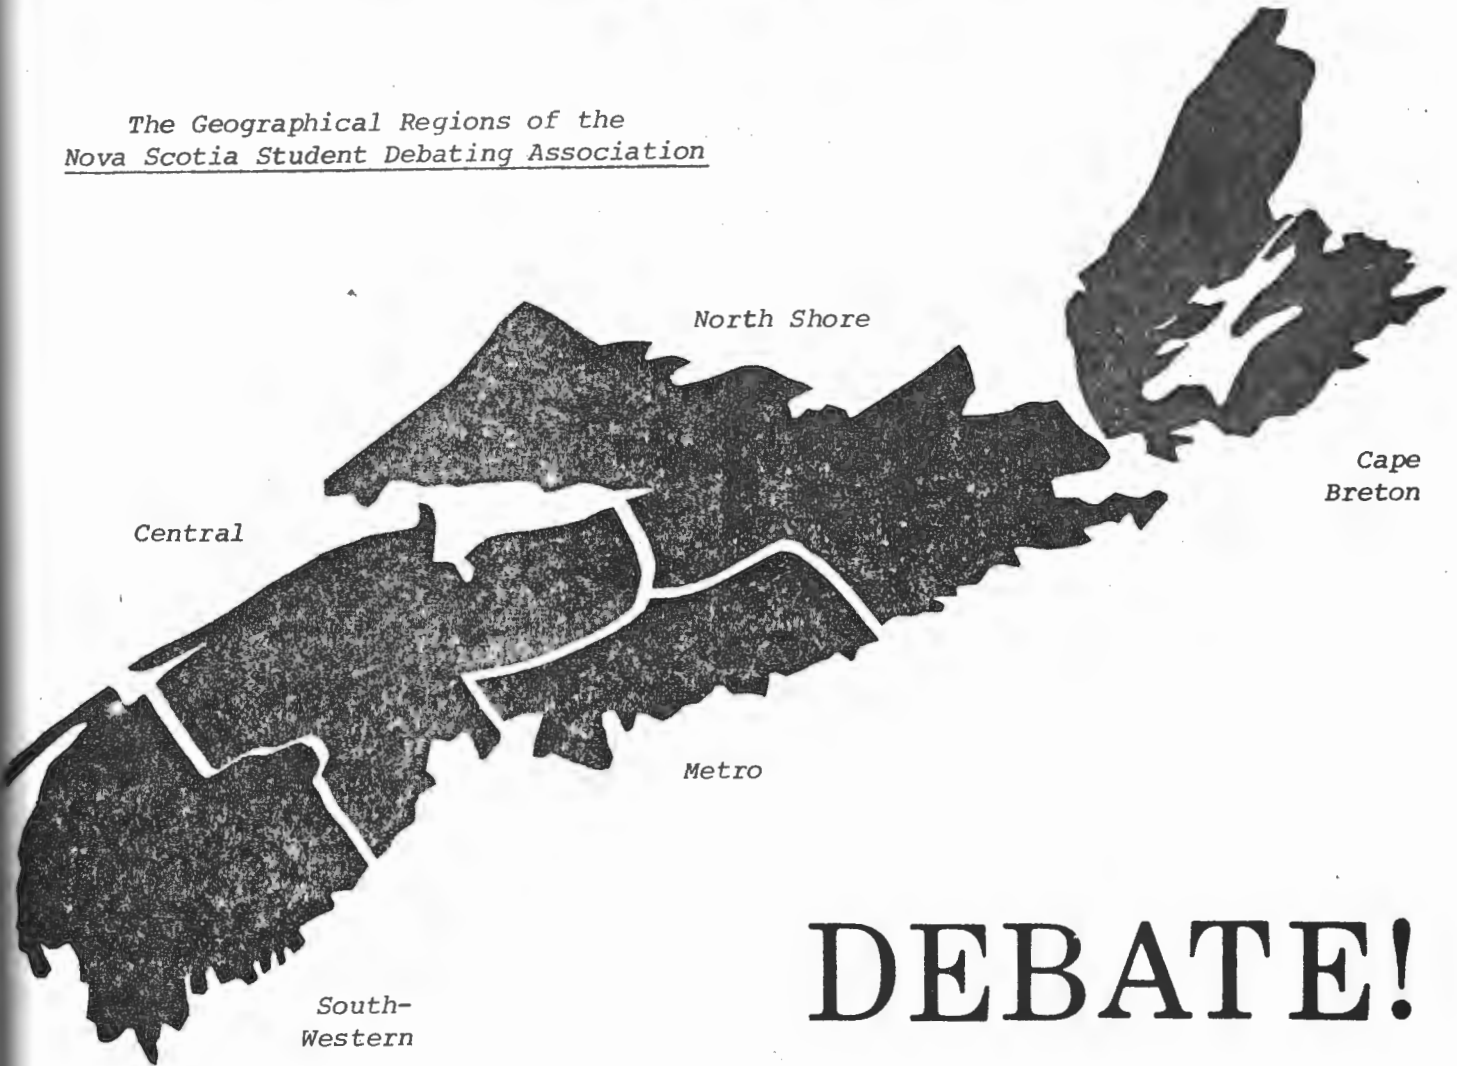 The Geographical Regions of the
Nova Scotia Student Debating Association
North Shore
Cape
Breton
Central
Metro
South-
Western
DEBATE!